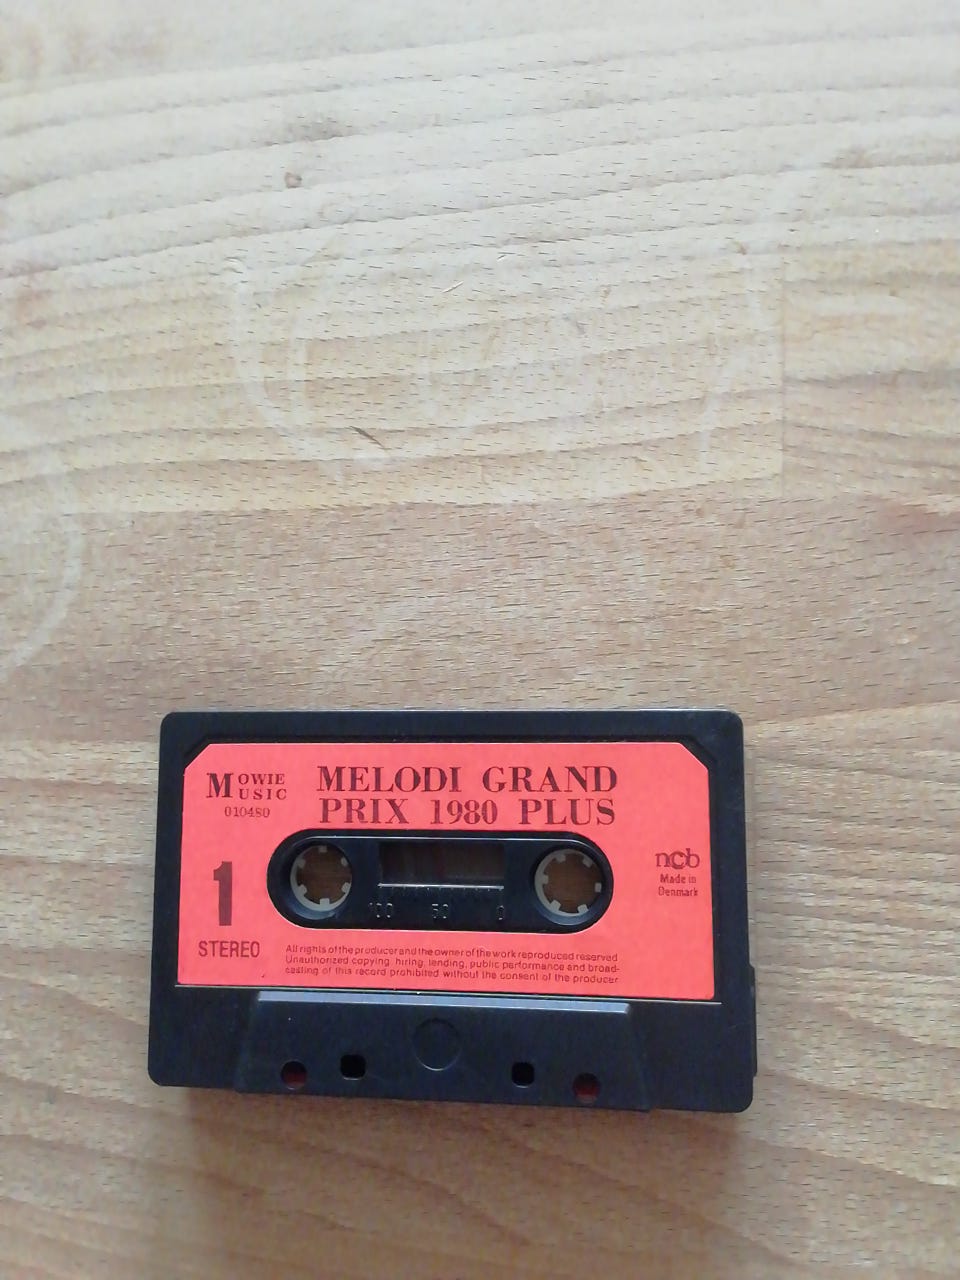 MOWIE
MUSIC
010480
MELODI GRAND
PRIX 1980 PLUS
1
STEREO
100 50 0
ncb
Made in
Denmark
All rights of the producer and the owner of the work reproduced reserved
Unauthorized copying, hiring, lending, public performance and broad-
casting of this record prohibited without the consent of the producer